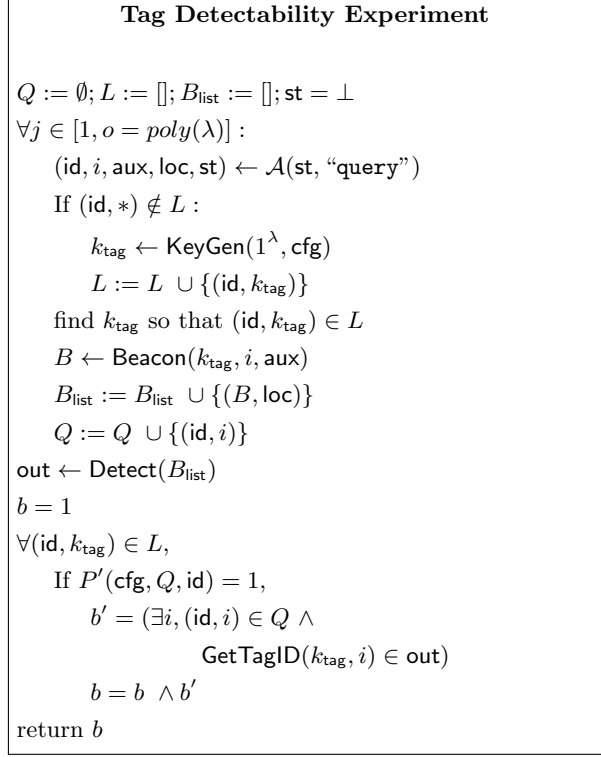 Tag Detectability Experiment
Q := ∅; L := []; B_list := []; st = ⊥
∀j ∈ [1, o = poly(λ)] :
(id, i, aux, loc, st) ← A(st, “query”)
If (id, ∗) ∉ L :
k_tag ← KeyGen(1^λ, cfg)
L := L ∪ {(id, k_tag)}
find k_tag so that (id, k_tag) ∈ L
B ← Beacon(k_tag, i, aux)
B_list := B_list ∪ {(B, loc)}
Q := Q ∪ {(id, i)}
out ← Detect(B_list)
b = 1
∀(id, k_tag) ∈ L,
If P′(cfg, Q, id) = 1,
b′ = (∃i, (id, i) ∈ Q ∧
GetTagID(k_tag, i) ∈ out)
b = b ∧ b′
return b